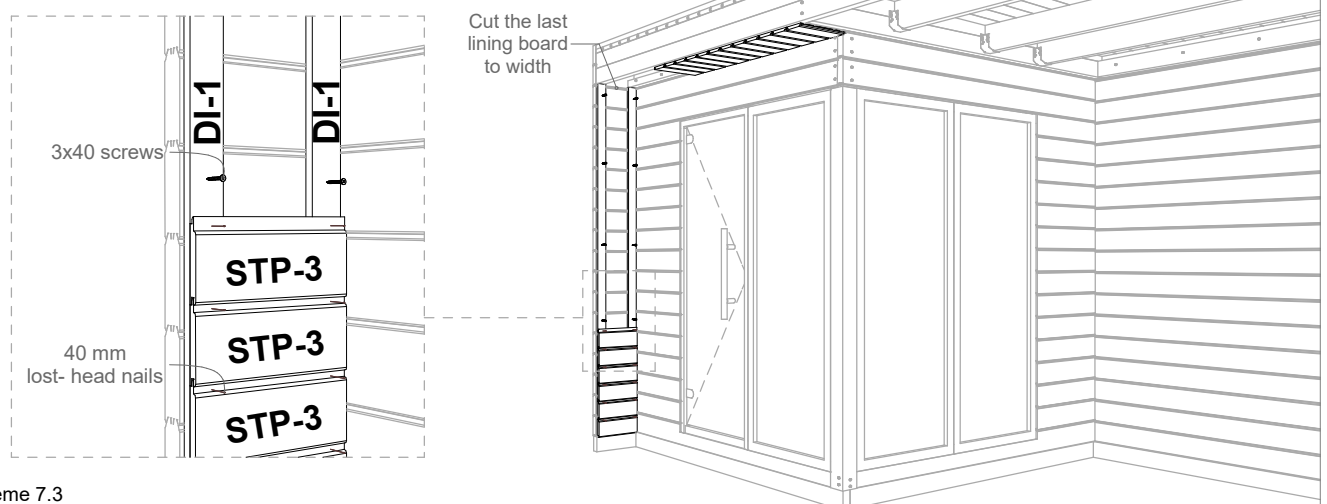 Cut the last
lining board
to width
DI-1
DI-1
3x40 screws
STP-3
STP-3
40 mm
lost- head nails
STP-3
eme 7.3